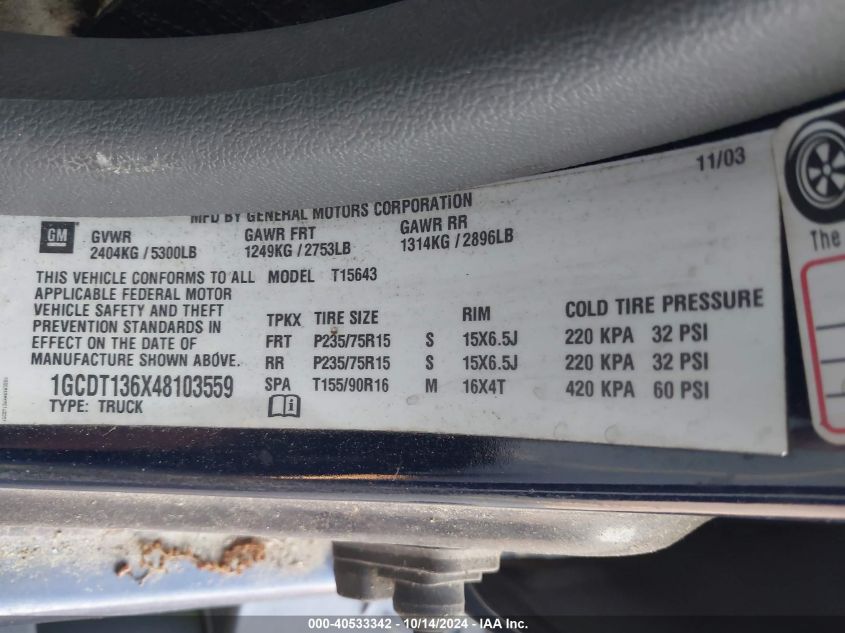 11/03
MFD BY GENERAL MOTORS CORPORATION
GM
GVWR GAWR FRT GAWR RR
2404KG / 5300LB 1249KG / 2753LB 1314KG / 2896LB
THIS VEHICLE CONFORMS TO ALL MODEL T15643
APPLICABLE FEDERAL MOTOR
VEHICLE SAFETY AND THEFT
PREVENTION STANDARDS IN
EFFECT ON THE DATE OF
MANUFACTURE SHOWN ABOVE.
1GCDT136X48103559
TYPE: TRUCK
TPKX TIRE SIZE RIM COLD TIRE PRESSURE
FRT P235/75R15 S 15X6.5J 220 KPA 32 PSI
RR P235/75R15 S 15X6.5J 220 KPA 32 PSI
SPA T155/90R16 M 16X4T 420 KPA 60 PSI
i
The
000-40533342 - 10/14/2024 - IAA Inc.